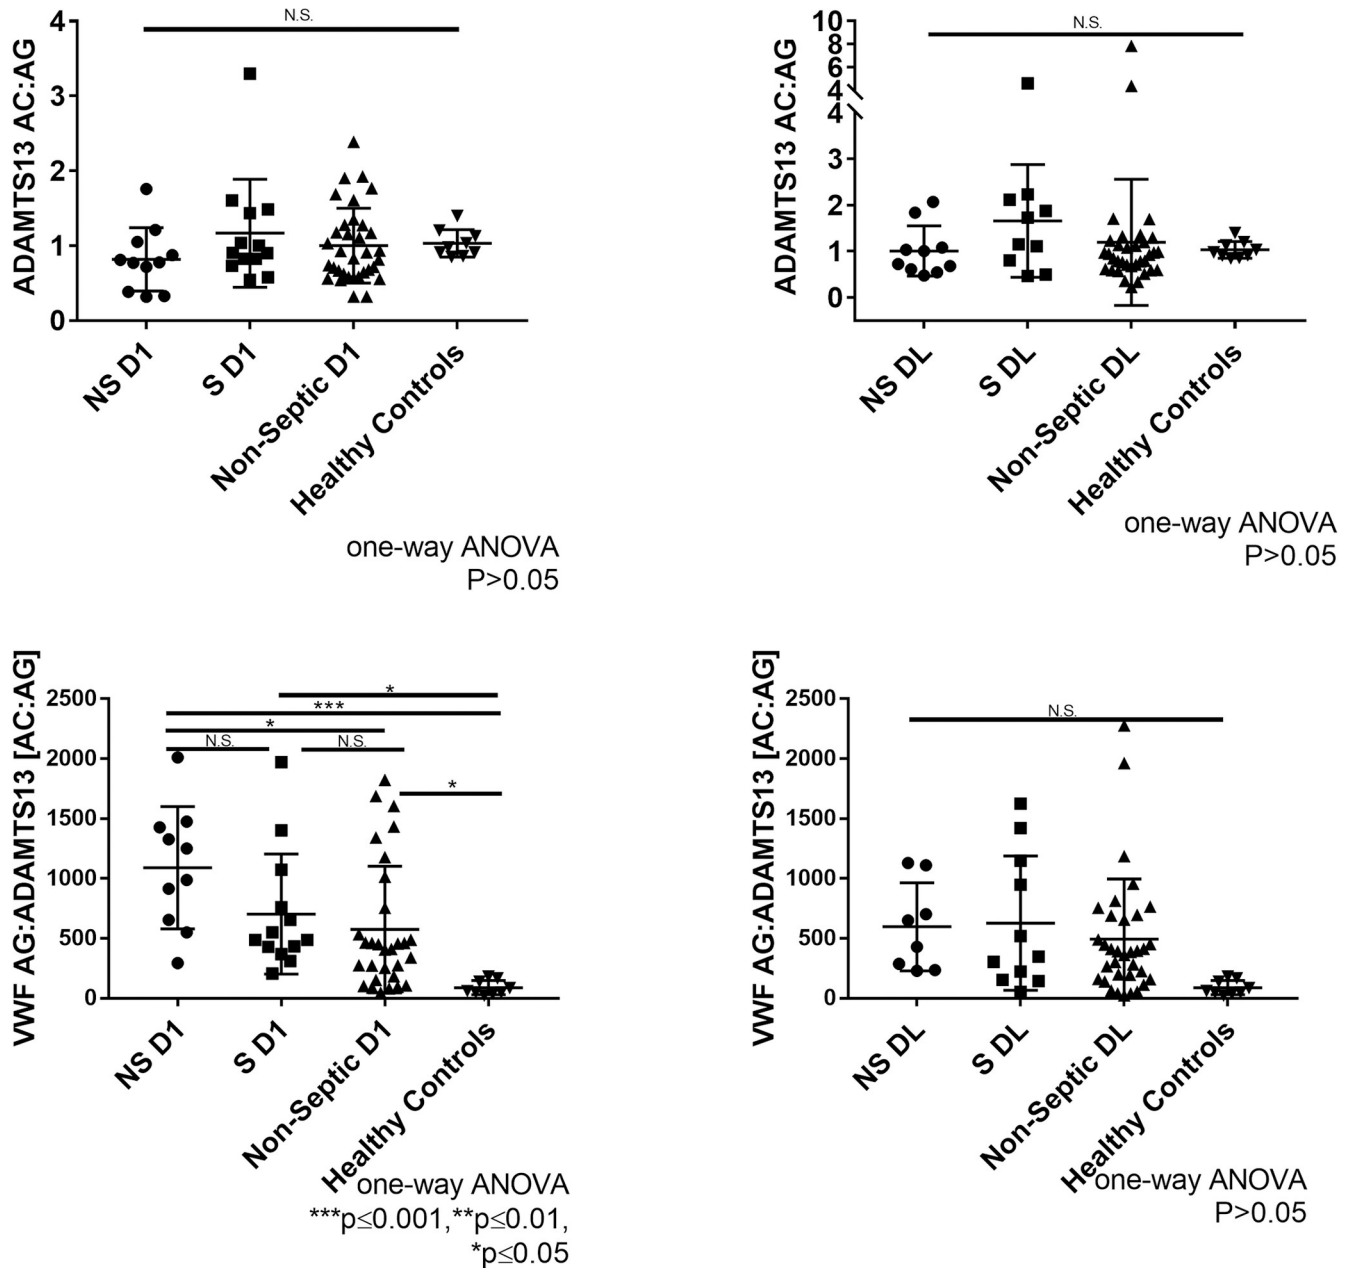 ADAMTS13 AC:AG
4
3
2
1
0
N.S.
NS D1
S D1
Non-Septic D1
Healthy Controls
one-way ANOVA
P>0.05
ADAMTS13 AC:AG
10
8
6
4
4
3
2
1
0
N.S.
NS DL
S DL
Non-Septic DL
Healthy Controls
one-way ANOVA
P>0.05
VWF AG:ADAMTS13 [AC:AG]
2500
2000
1500
1000
500
0
*
***
*
N.S.
N.S.
*
NS D1
S D1
Non-Septic D1
Healthy Controls
one-way ANOVA
***p≤0.001,**p≤0.01,
*p≤0.05
VWF AG:ADAMTS13 [AC:AG]
2500
2000
1500
1000
500
0
N.S.
NS DL
S DL
Non-Septic DL
Healthy Controls
one-way ANOVA
P>0.05